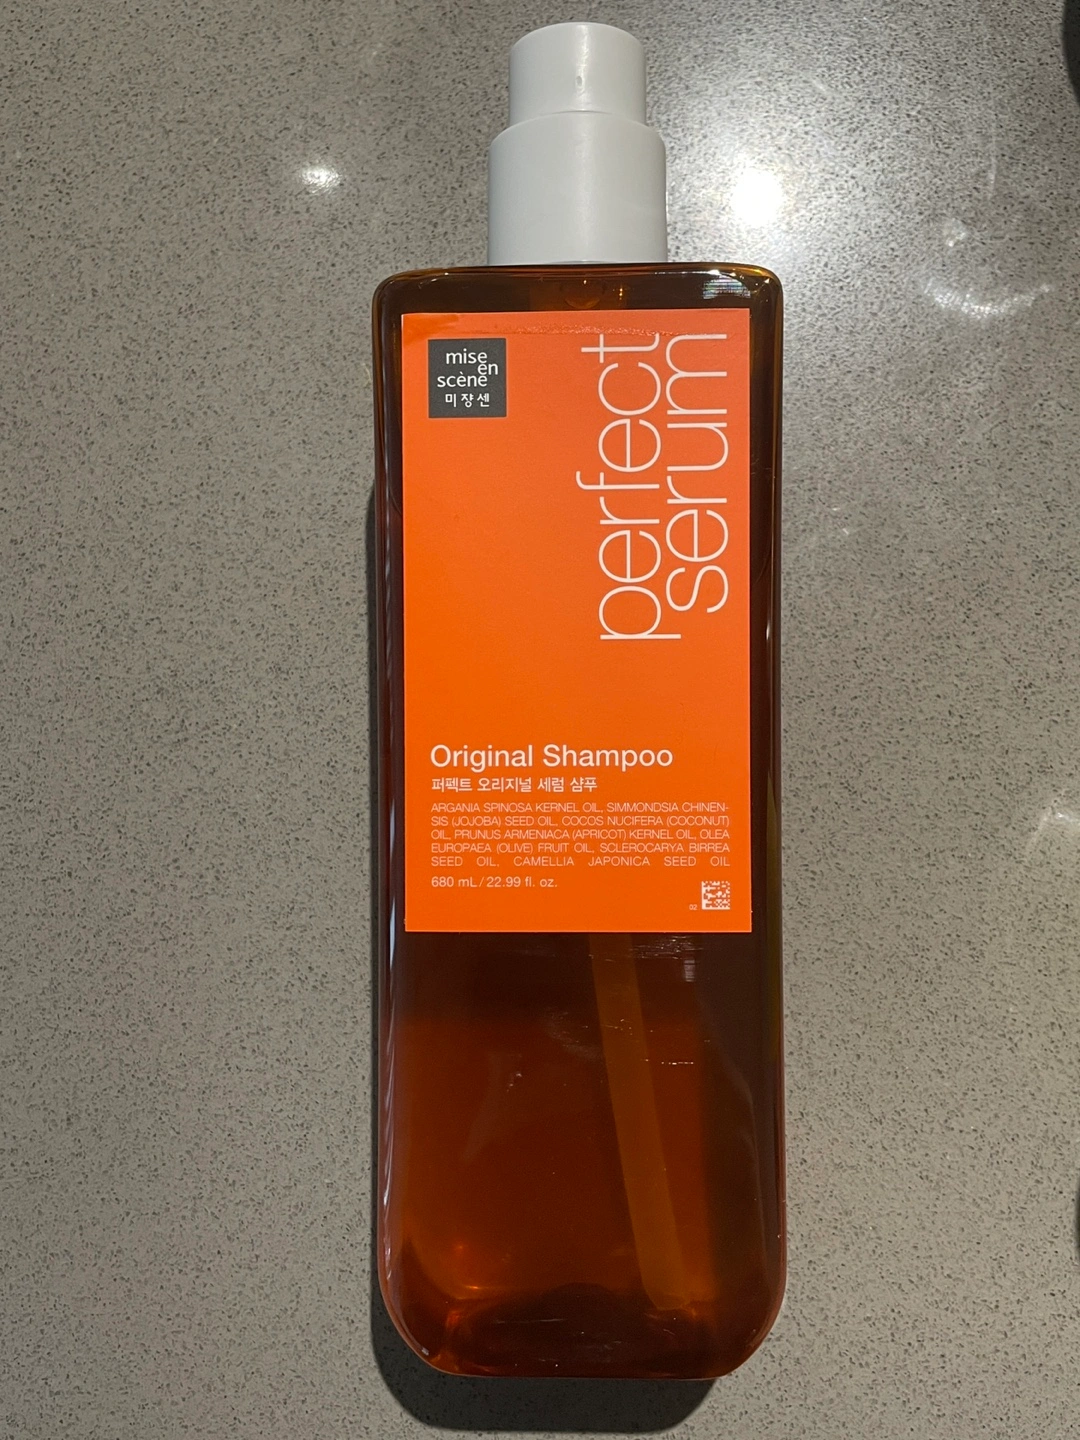 mise
en
scène
미쟝센
perfect
serum
Original Shampoo
퍼펙트 오리지널 세럼 샴푸
ARGANIA SPINOSA KERNEL OIL, SIMMONDSIA CHINEN-
SIS (JOJOBA) SEED OIL, COCOS NUCIFERA (COCONUT)
OIL, PRUNUS ARMENIACA (APRICOT) KERNEL OIL, OLEA
EUROPAEA (OLIVE) FRUIT OIL, SCLEROCARYA BIRREA
SEED OIL, CAMELLIA JAPONICA SEED OIL
680 mL / 22.99 fl. oz.
02